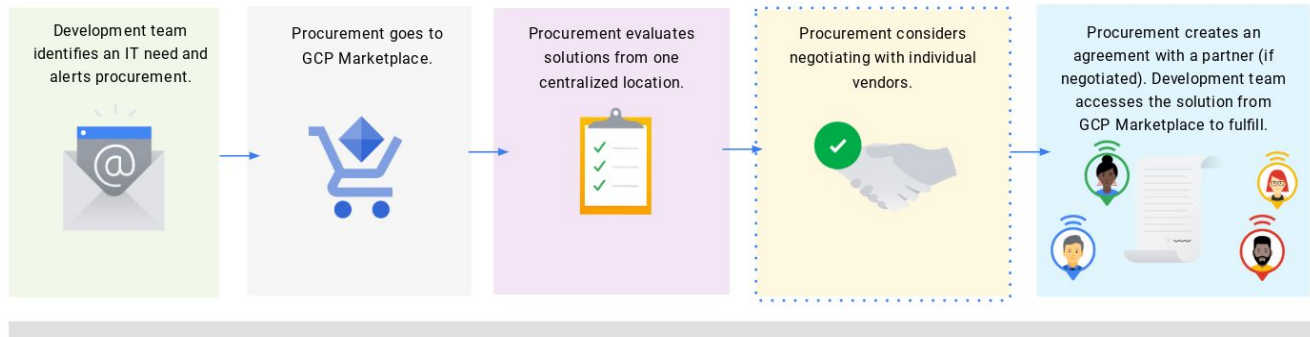 Development team
identifies an IT need and
alerts procurement.
Procurement goes to
GCP Marketplace.
Procurement evaluates
solutions from one
centralized location.
Procurement considers
negotiating with individual
vendors.
Procurement creates an
agreement with a partner (if
negotiated). Development team
accesses the solution from
GCP Marketplace to fulfill.
@